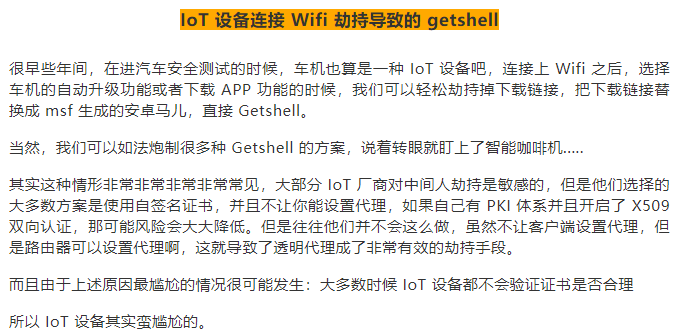 IoT 设备连接 Wifi 劫持导致的 getshell
很早些年间，在进汽车安全测试的时候，车机也算是一种 IoT 设备吧，连接上 Wifi 之后，选择
车机的自动升级功能或者下载 APP 功能的时候，我们可以轻松劫持掉下载链接，把下载链接替
换成 msf 生成的安卓马儿，直接 Getshell。
当然，我们可以如法炮制很多种 Getshell 的方案，说着转眼就盯上了智能咖啡机.....
其实这种情形非常非常非常非常常见，大部分 IoT 厂商对中间人劫持是敏感的，但是他们选择的
大多数方案是使用自签名证书，并且不让你能设置代理，如果自己有 PKI 体系并且开启了 X509
双向认证，那可能风险会大大降低。但是往往他们并不会这么做，虽然不让客户端设置代理，但
是路由器可以设置代理啊，这就导致了透明代理成了非常有效的劫持手段。
而且由于上述原因最尴尬的情况很可能发生：大多数时候 IoT 设备都不会验证证书是否合理
所以 IoT 设备其实蛮尴尬的。